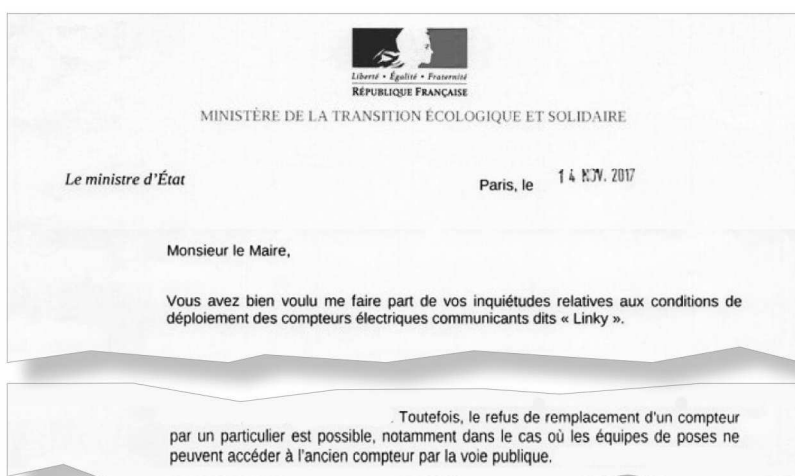 Liberté • Égalité • Fraternité
RÉPUBLIQUE FRANÇAISE
MINISTÈRE DE LA TRANSITION ÉCOLOGIQUE ET SOLIDAIRE
Le ministre d’État
Paris, le 14 NOV. 2017
Monsieur le Maire,
Vous avez bien voulu me faire part de vos inquiétudes relatives aux conditions de
déploiement des compteurs électriques communicants dits « Linky ».
. Toutefois, le refus de remplacement d’un compteur
par un particulier est possible, notamment dans le cas où les équipes de poses ne
peuvent accéder à l’ancien compteur par la voie publique.